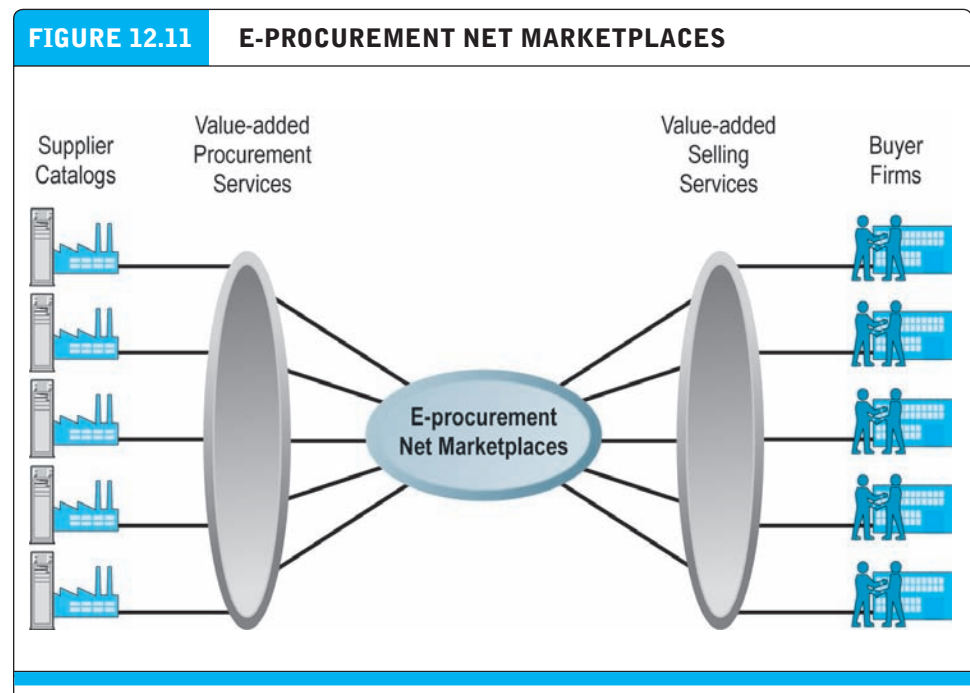 FIGURE 12.11 E-PROCUREMENT NET MARKETPLACES
Supplier
Catalogs
Value-added
Procurement
Services
Value-added
Selling
Services
Buyer
Firms
E-procurement
Net Marketplaces